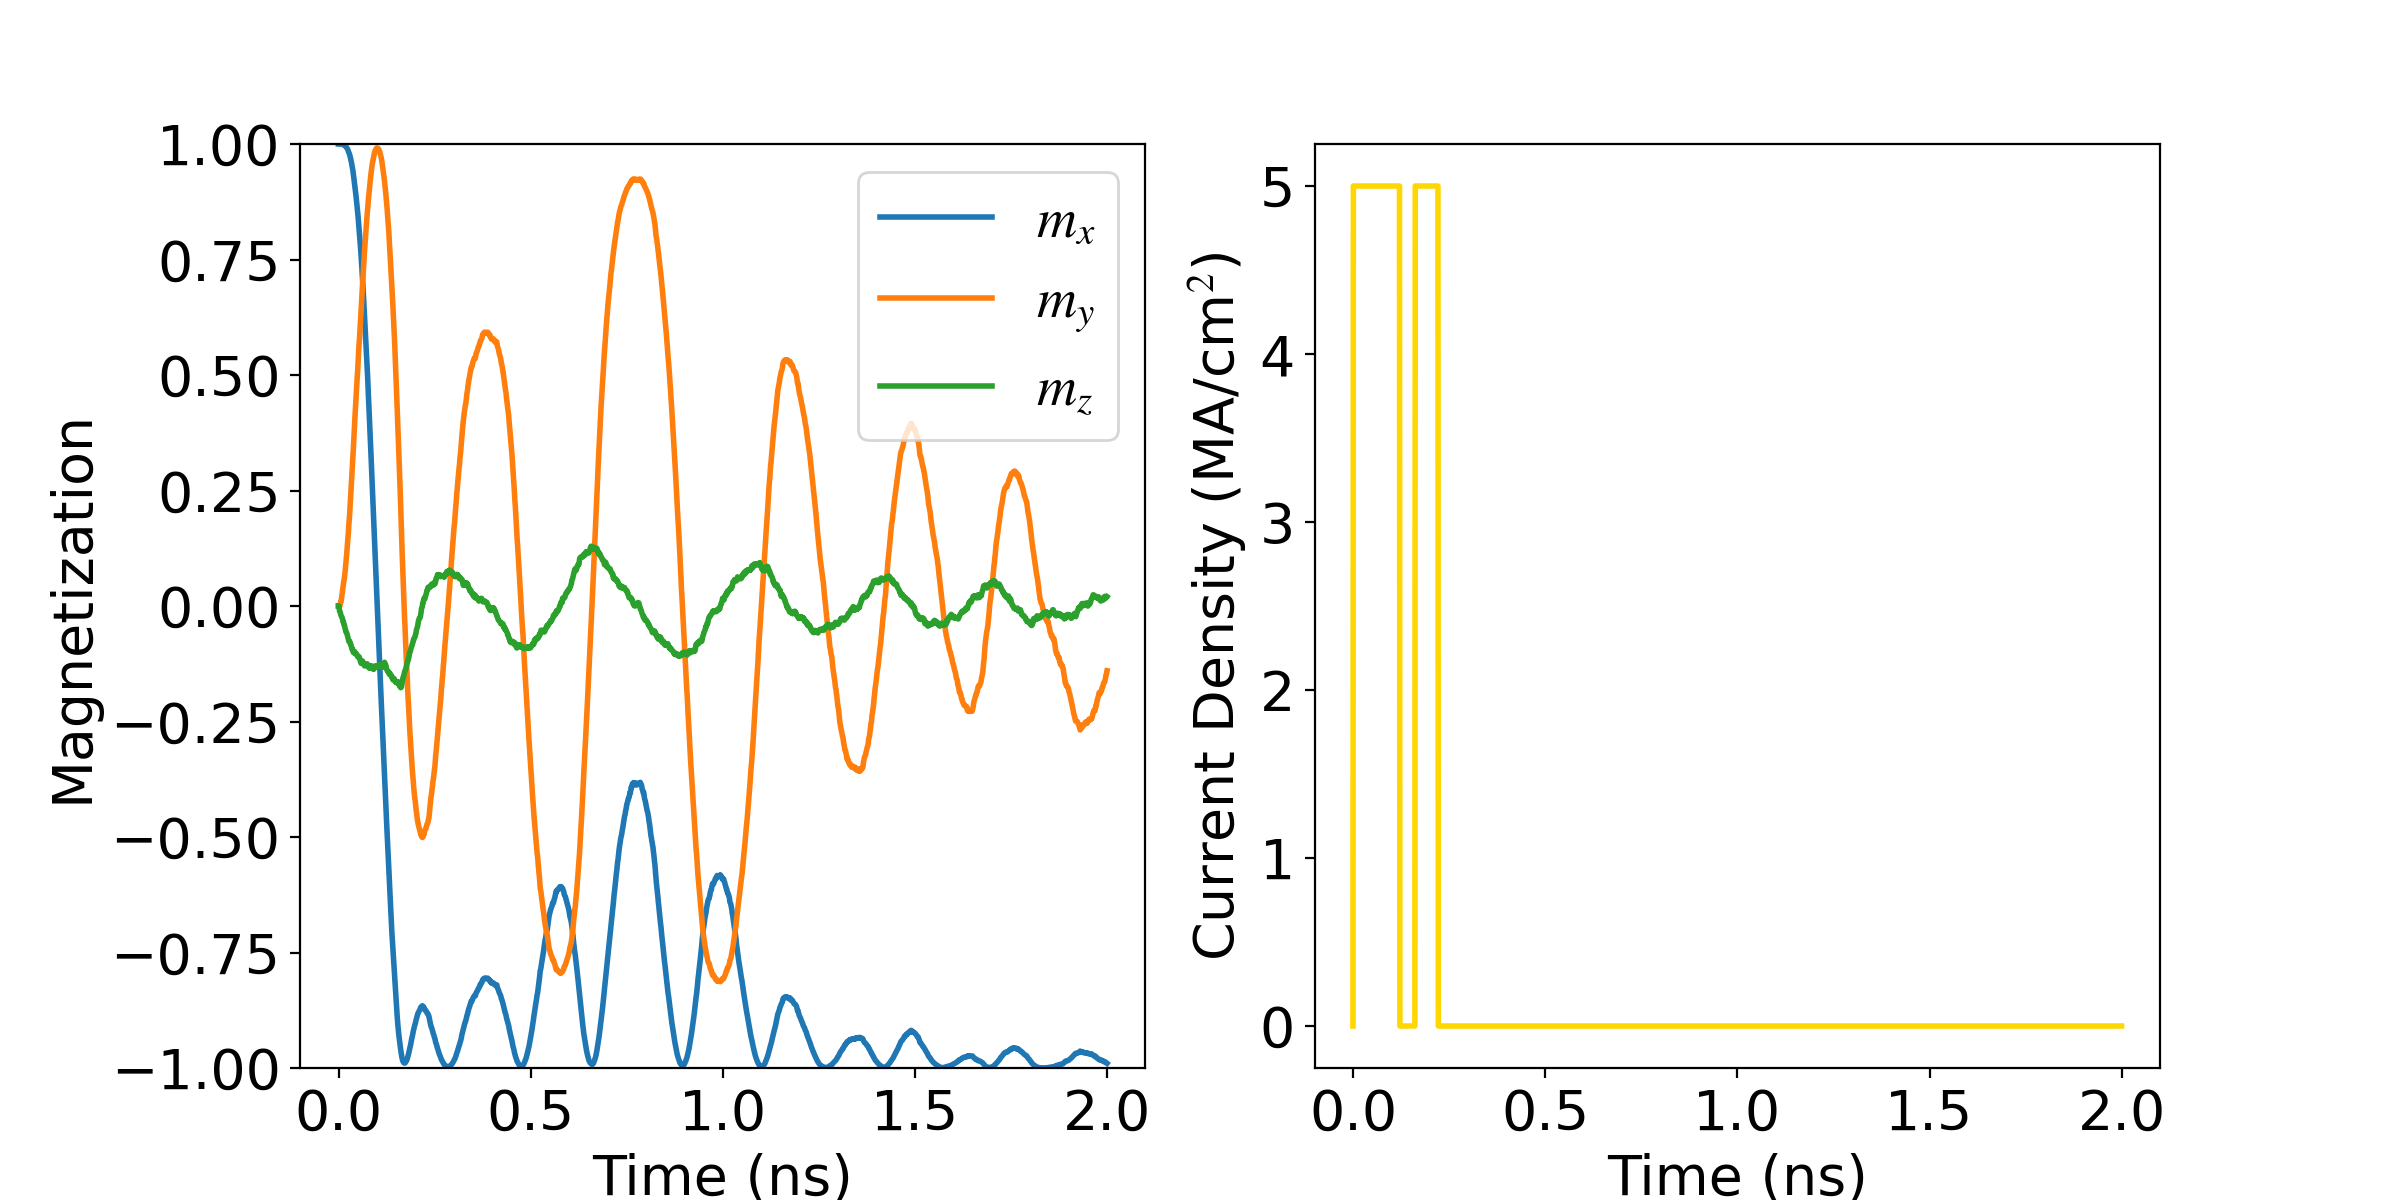 1.00
0.75
0.50
0.25
0.00
−0.25
−0.50
−0.75
−1.00
Magnetization
0.0 0.5 1.0 1.5 2.0
Time (ns)
m_x
m_y
m_z
5
4
3
2
1
0
Current Density (MA/cm²)
0.0 0.5 1.0 1.5 2.0
Time (ns)